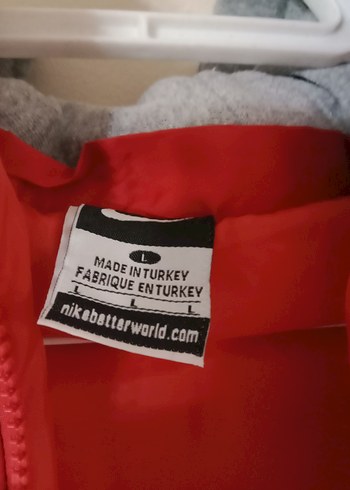 L
MADE IN TURKEY
FABRIQUE EN TURKEY
L L L
nikebetterworld.com